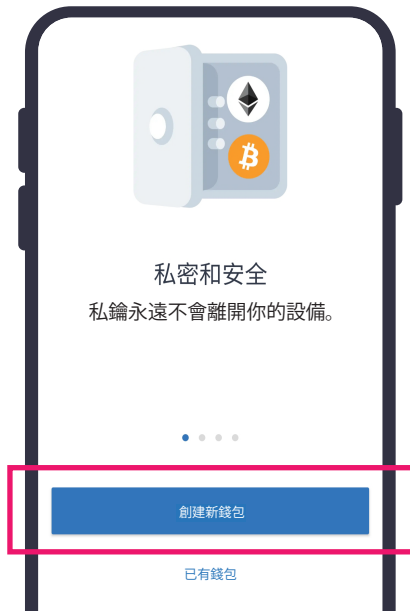 私密和安全
私鑰永遠不會離開你的設備。
創建新錢包
已有錢包